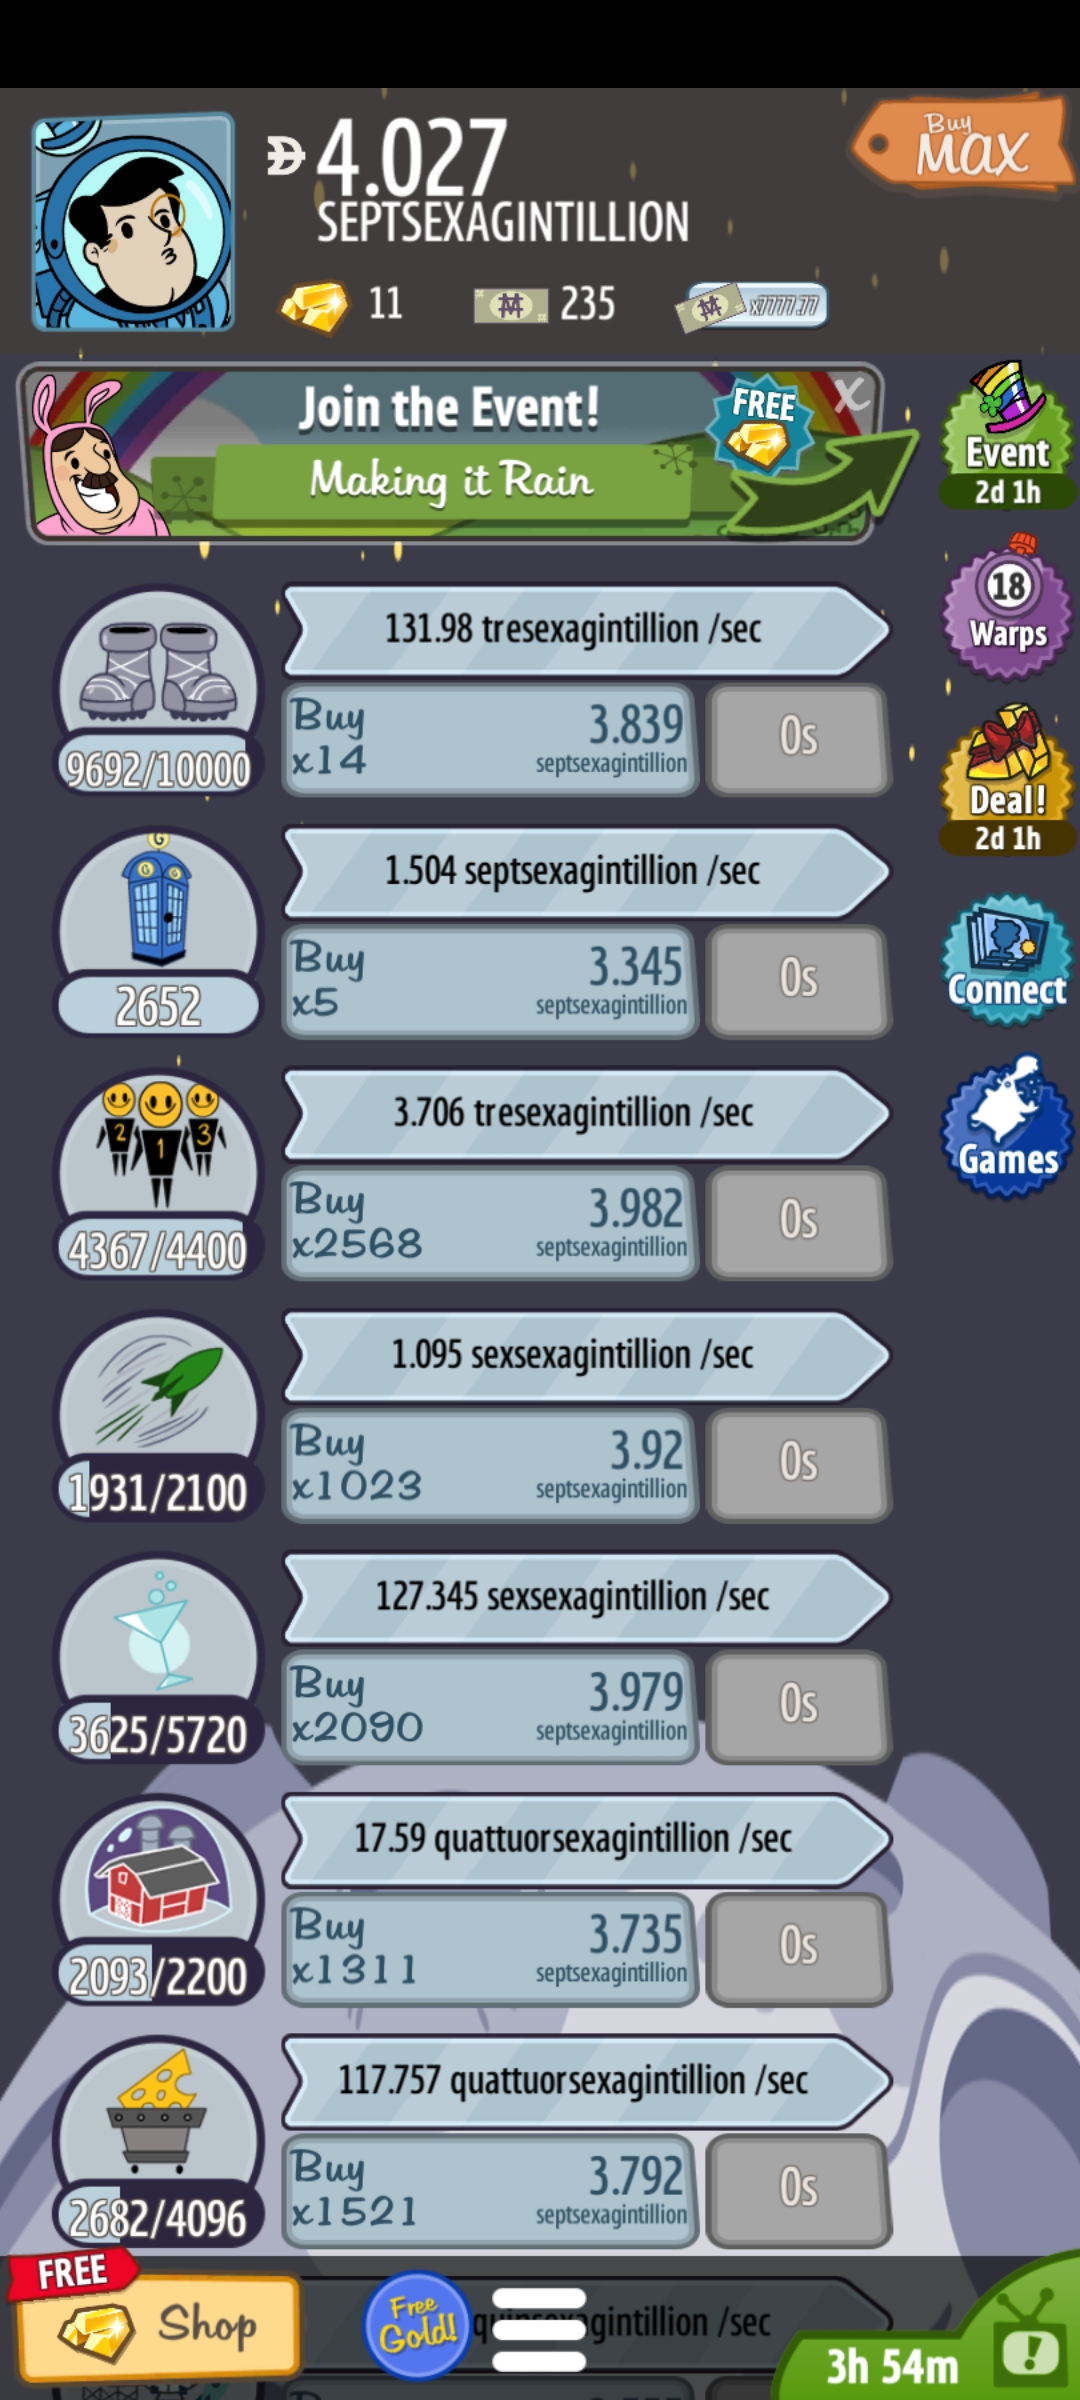 4.027
SEPTSEXAGINTILLION
Buy
MAX
11
235
x7777.77
Join the Event!
Making it Rain
FREE
X
Event
2d 1h
131.98 tresexagintillion /sec
Buy
x14
3.839
septsexagintillion
0s
9692/10000
18
Warps
Deal!
2d 1h
1.504 septsexagintillion /sec
Buy
x5
3.345
septsexagintillion
0s
G
G
G
2652
Connect
3.706 tresexagintillion /sec
Buy
x2568
3.982
septsexagintillion
0s
2
1
3
4367/4400
Games
1.095 sexsexagintillion /sec
Buy
x1023
3.92
septsexagintillion
0s
1931/2100
127.345 sexsexagintillion /sec
Buy
x2090
3.979
septsexagintillion
0s
3625/5720
17.59 quattuorsexagintillion /sec
Buy
x1311
3.735
septsexagintillion
0s
2093/2200
117.757 quattuorsexagintillion /sec
Buy
x1521
3.792
septsexagintillion
0s
2682/4096
FREE
Shop
Free
Gold!
/sec
3h 54m